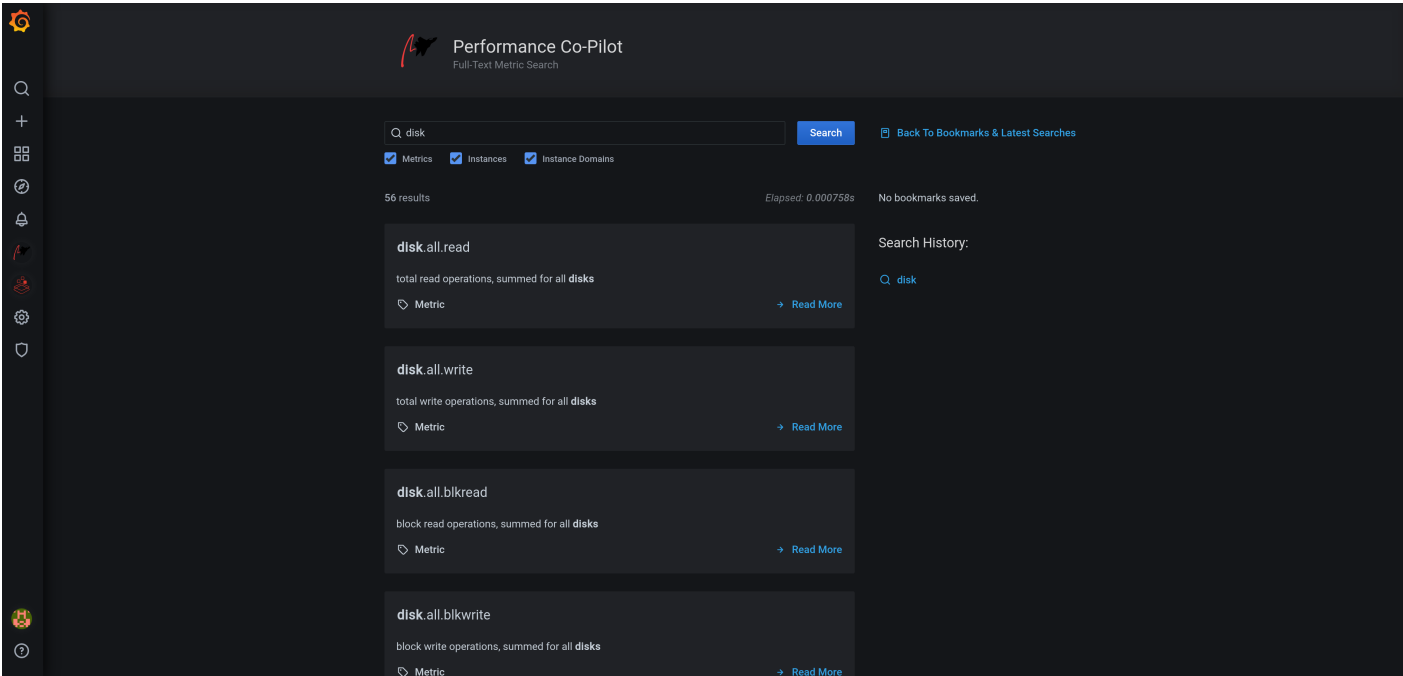 Performance Co-Pilot
Full-Text Metric Search
disk
Search
Back To Bookmarks & Latest Searches
Metrics
Instances
Instance Domains
56 results
Elapsed: 0.000758s
No bookmarks saved.
disk.all.read
total read operations, summed for all disks
Metric
Read More
Search History:
disk
disk.all.write
total write operations, summed for all disks
Metric
Read More
disk.all.blkread
block read operations, summed for all disks
Metric
Read More
disk.all.blkwrite
block write operations, summed for all disks
Metric
Read More